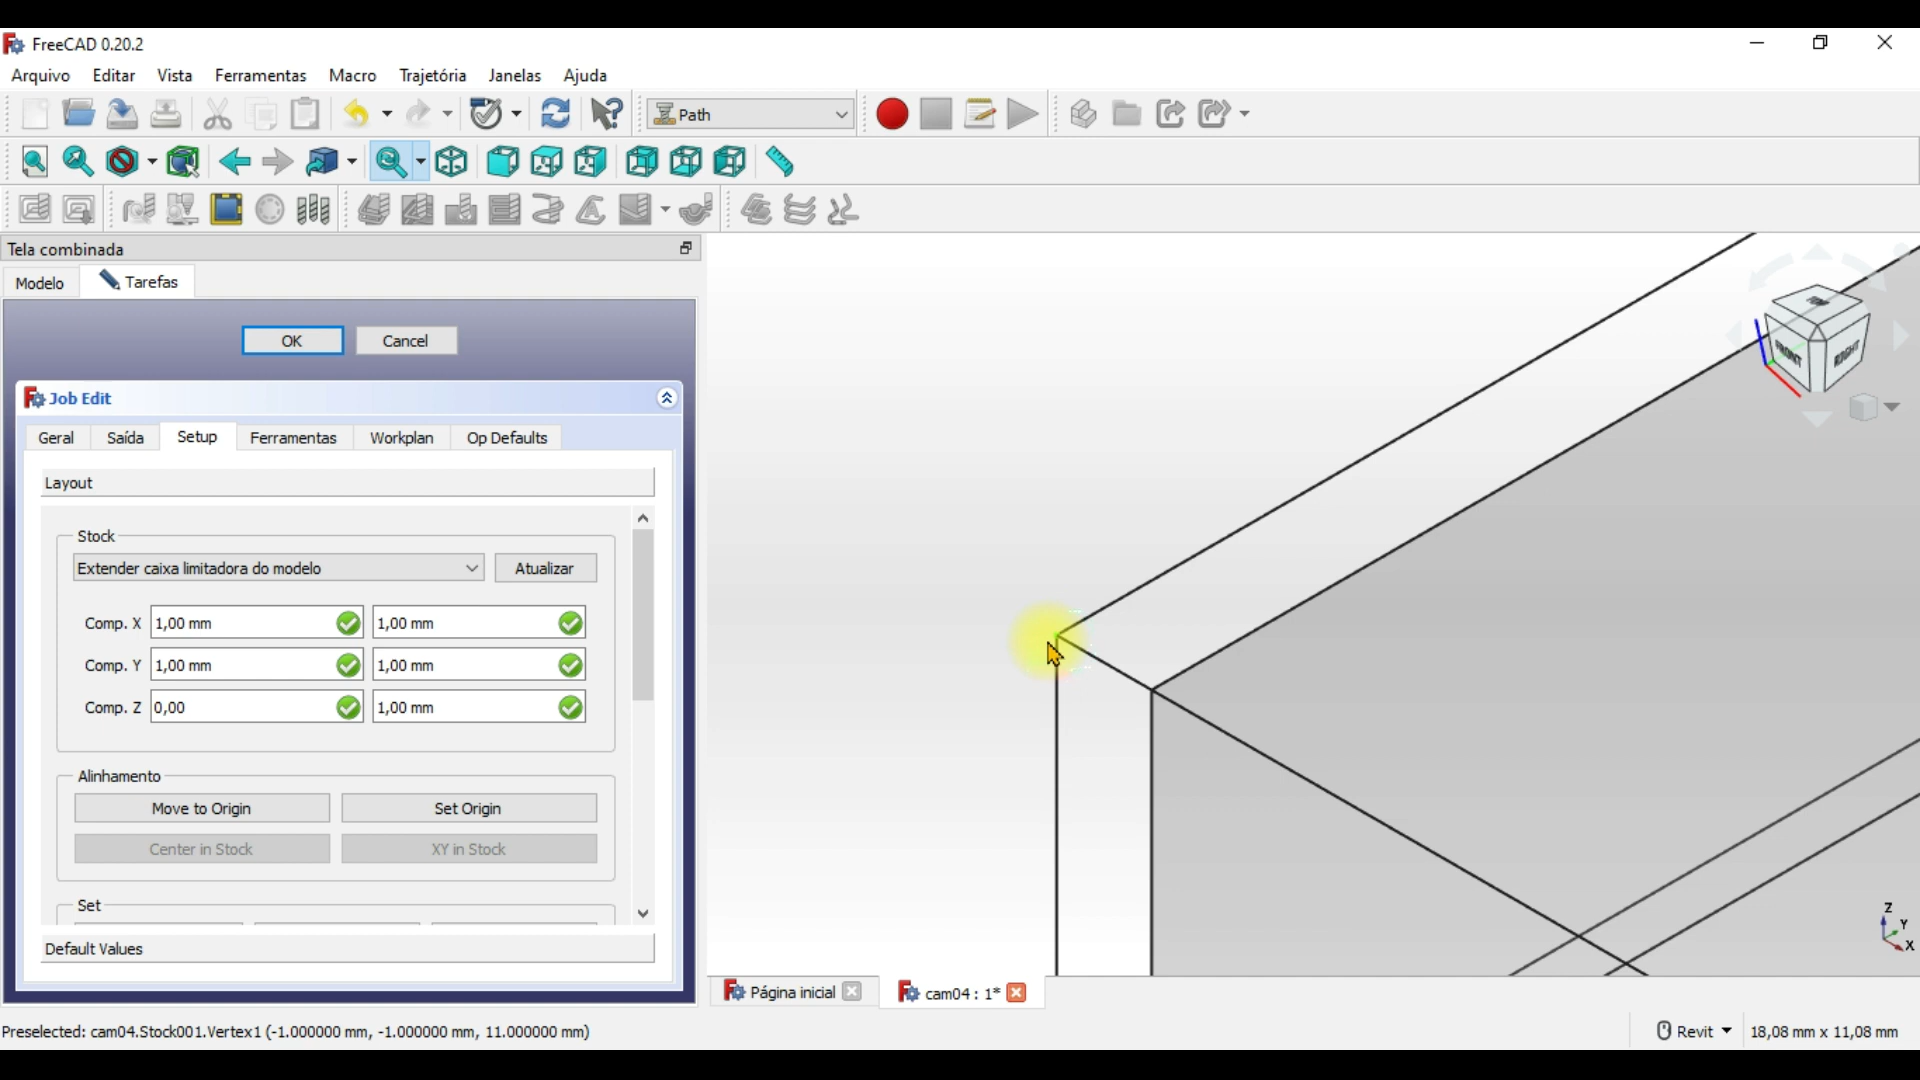 FreeCAD 0.20.2
Arquivo Editar Vista Ferramentas Macro Trajetória Janelas Ajuda
Path
Tela combinada
Modelo Tarefas
OK Cancel
Job Edit
Geral Saída Setup Ferramentas Workplan Op Defaults
Layout
Stock
Extender caixa limitadora do modelo Atualizar
Comp. X 1,00 mm 1,00 mm
Comp. Y 1,00 mm 1,00 mm
Comp. Z 0,00 1,00 mm
Alinhamento
Move to Origin Set Origin
Center in Stock XY in Stock
Set
Default Values
TOP
FRONT RIGHT
Z
Y
X
Página inicial cam04 : 1*
Preselected: cam04.Stock001.Vertex1 (-1.000000 mm, -1.000000 mm, 11.000000 mm)
Revit 18,08 mm x 11,08 mm